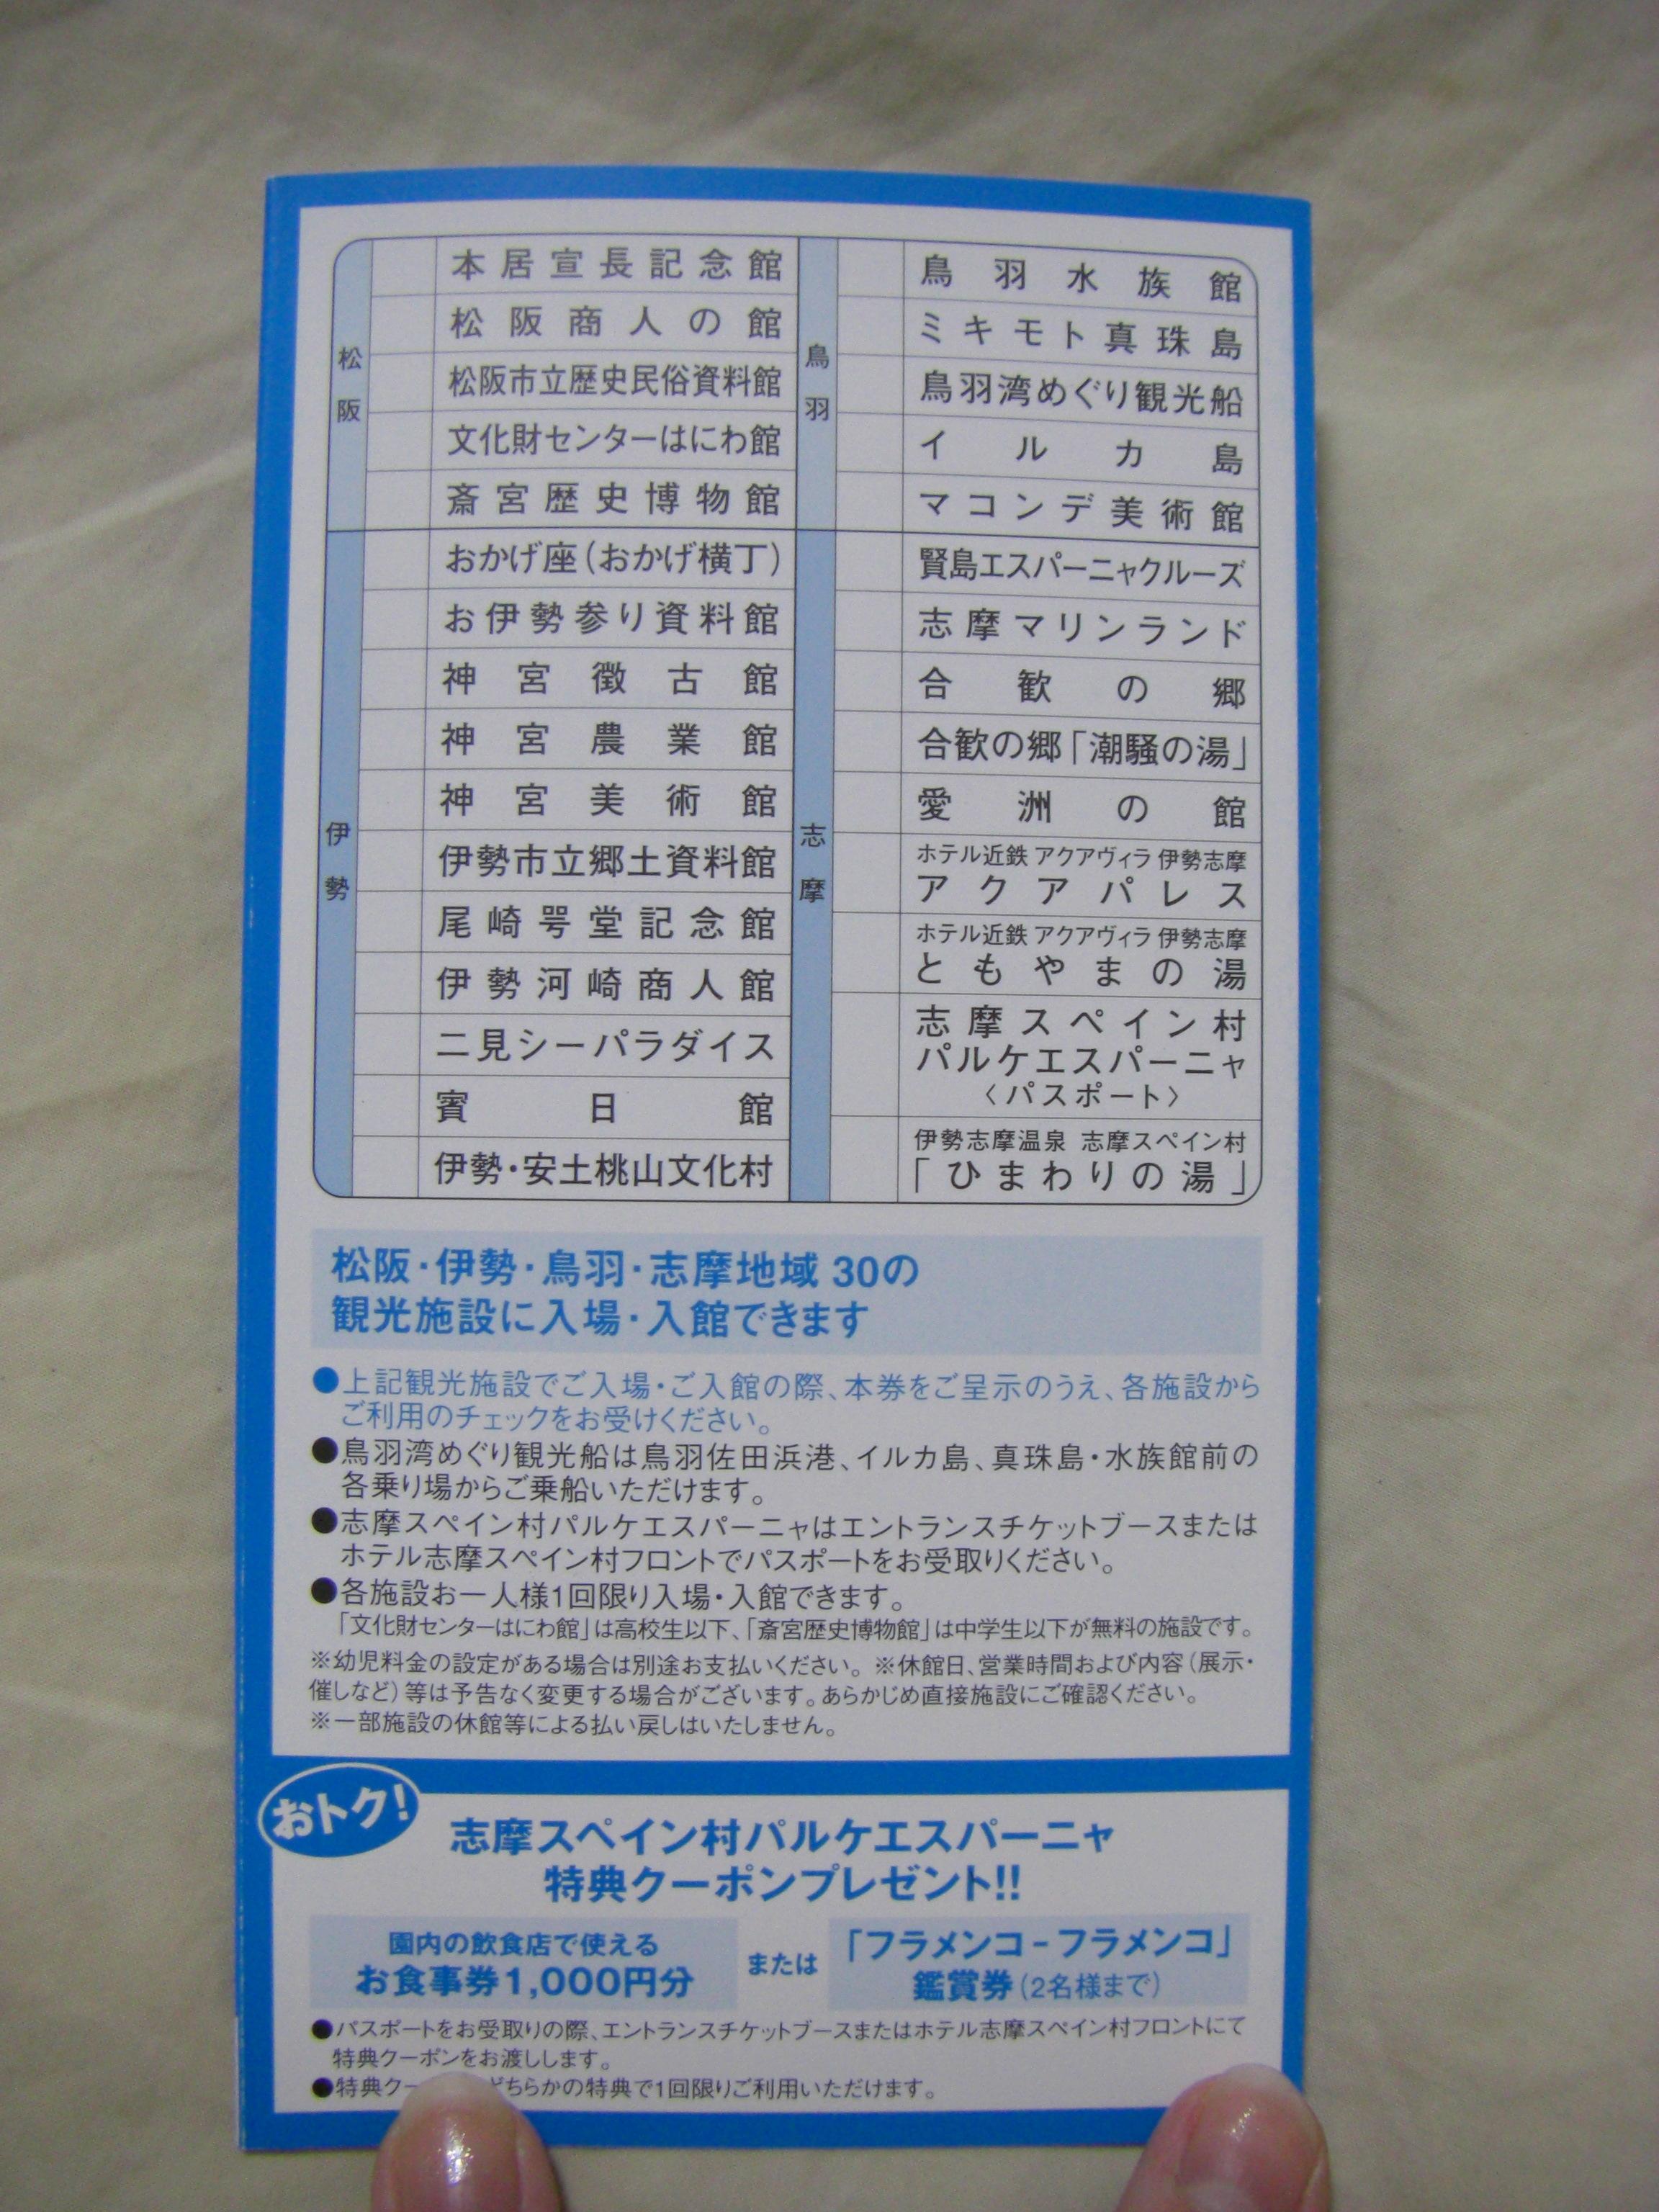 松阪
本居宣長記念館
松阪商人の館
松阪市立歴史民俗資料館
文化財センターはにわ館
斎宮歴史博物館
伊勢
おかげ座(おかげ横丁)
お伊勢参り資料館
神宮徴古館
神宮農業館
神宮美術館
伊勢市立郷土資料館
尾崎咢堂記念館
伊勢河崎商人館
二見シーパラダイス
賓日館
伊勢・安土桃山文化村
鳥羽
鳥羽水族館
ミキモト真珠島
鳥羽湾めぐり観光船
イルカ島
マコンデ美術館
志摩
賢島エスパーニャクルーズ
志摩マリンランド
合歓の郷
合歓の郷「潮騒の湯」
愛洲の館
ホテル近鉄 アクアヴィラ 伊勢志摩
アクアパレス
ホテル近鉄 アクアヴィラ 伊勢志摩
ともやまの湯
志摩スペイン村
パルケエスパーニャ
〈パスポート〉
伊勢志摩温泉 志摩スペイン村
「ひまわりの湯」
松阪・伊勢・鳥羽・志摩地域 30の
観光施設に入場・入館できます
●上記観光施設でご入場・ご入館の際、本券をご呈示のうえ、各施設から
ご利用のチェックをお受けください。
●鳥羽湾めぐり観光船は鳥羽佐田浜港、イルカ島、真珠島・水族館前の
各乗り場からご乗船いただけます。
●志摩スペイン村パルケエスパーニャはエントランスチケットブースまたは
ホテル志摩スペイン村フロントでパスポートをお受取りください。
●各施設お一人様1回限り入場・入館できます。
「文化財センターはにわ館」は高校生以下、「斎宮歴史博物館」は中学生以下が無料の施設です。
※幼児料金の設定がある場合は別途お支払いください。※休館日、営業時間および内容(展示・
催しなど)等は予告なく変更する場合がございます。あらかじめ直接施設にご確認ください。
※一部施設の休館等による払い戻しはいたしません。
おトク!
志摩スペイン村パルケエスパーニャ
特典クーポンプレゼント!!
園内の飲食店で使える
お食事券1,000円分
または
「フラメンコ-フラメンコ」
鑑賞券(2名様まで)
●パスポートをお受取りの際、エントランスチケットブースまたはホテル志摩スペイン村フロントにて
特典クーポンをお渡しします。
●特典クー どちらかの特典で1回限りご利用いただけます。